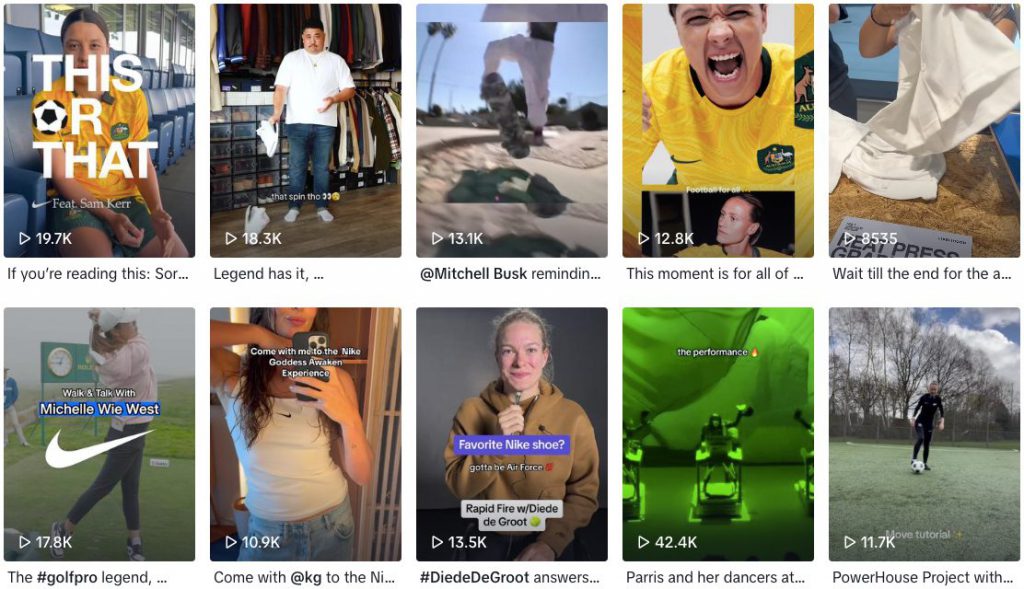 THIS
OR
THAT
Feat. Sam Kerr
19.7K
If you’re reading this: Sor...
that spin tho 👀😮‍💨
18.3K
Legend has it, ...
13.1K
@Mitchell Busk remindin...
Football for all
12.8K
This moment is for all of ...
HEAT PRESS
8535
Wait till the end for the a...
Walk & Talk With
Michelle Wie West
17.8K
The #golfpro legend, ...
Come with me to the Nike
Goddess Awaken
Experience
10.9K
Come with @kg to the Ni...
Favorite Nike shoe?
gotta be Air Force 💯
Rapid Fire w/Diede
de Groot 🎾
13.5K
#DiedeDeGroot answers...
the performance 🔥
42.4K
Parris and her dancers at...
Move tutorial ✨
11.7K
PowerHouse Project with...